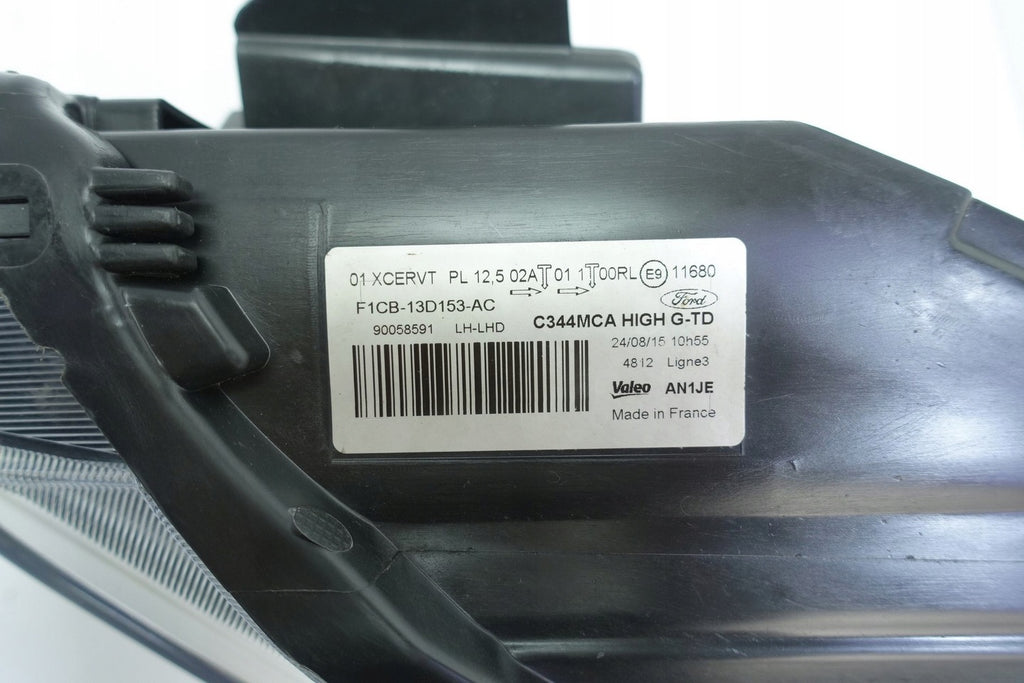 01 XCERVT PL 12,5 02A 01 1 00RL E9 11680
Ford
F1CB-13D153-AC
90058591 LH-LHD C344MCA HIGH G-TD
24/08/15 10h55
4812 Ligne3
Valeo AN1JE
Made in France